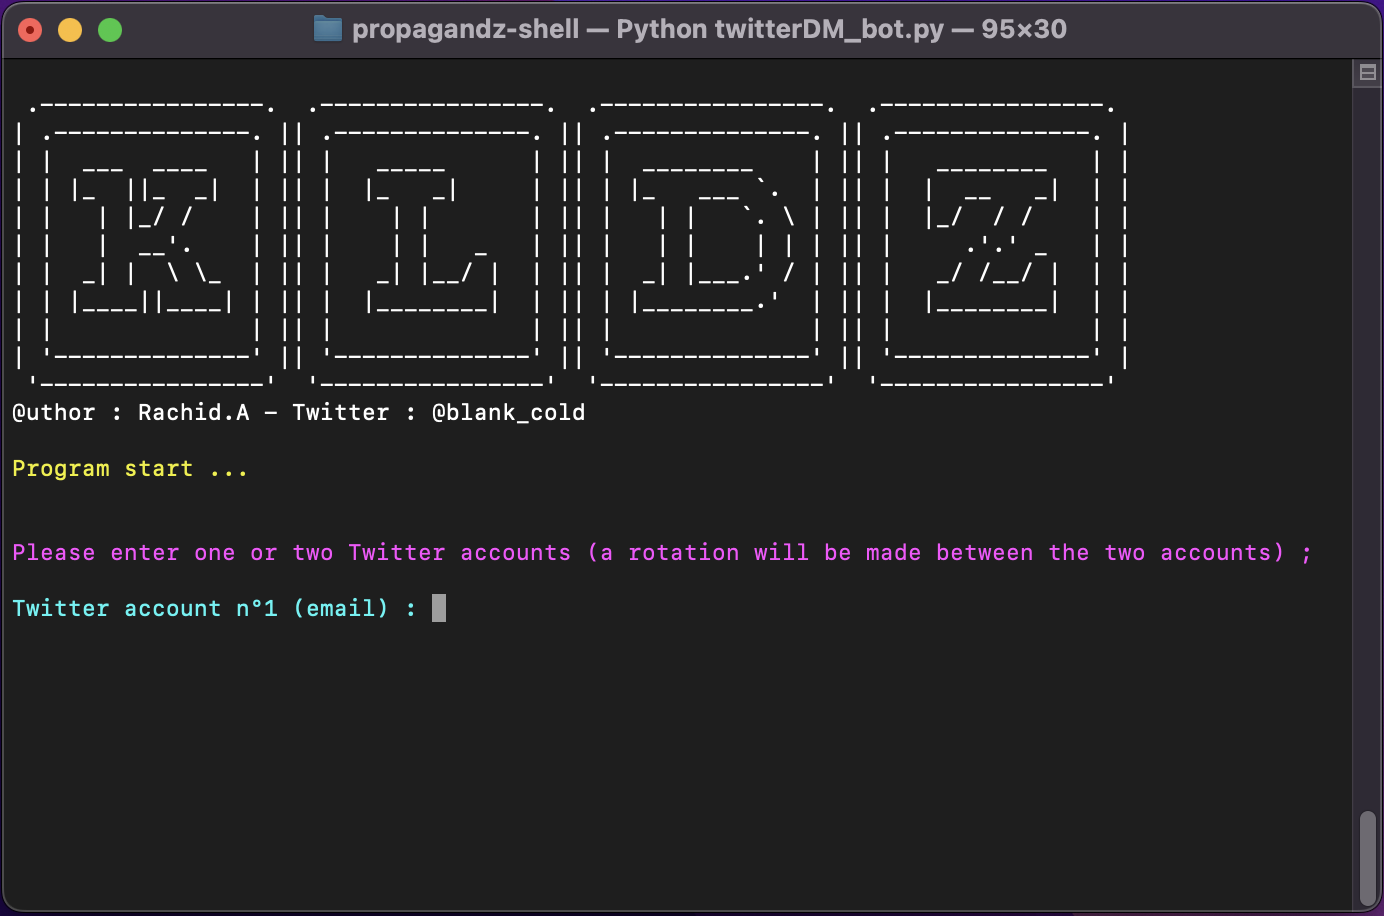 propagandz-shell — Python twitterDM_bot.py — 95×30
KLDZ
@uthor : Rachid.A – Twitter : @blank_cold
Program start ...
Please enter one or two Twitter accounts (a rotation will be made between the two accounts) ;
Twitter account n°1 (email) :